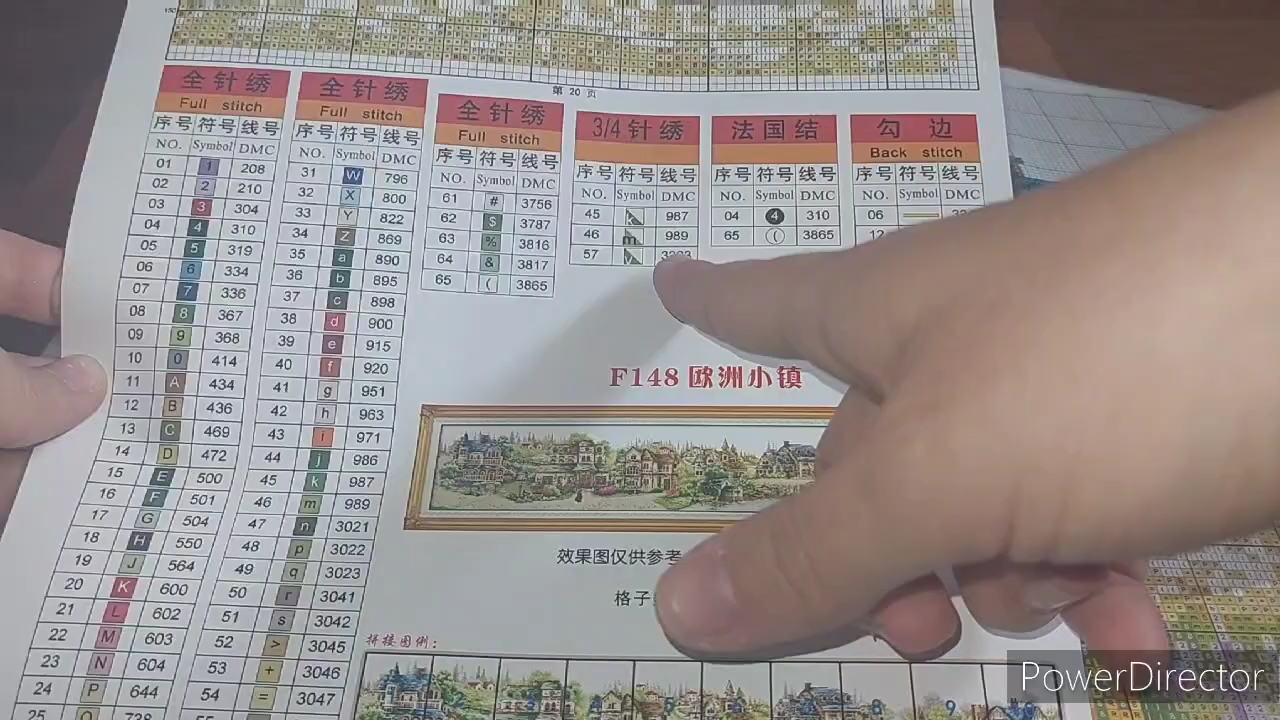 第 20 页
全针绣
Full stitch
序号 符号 线号
NO. Symbol DMC
01 1 208
02 2 210
03 3 304
04 4 310
05 5 319
06 6 334
07 7 336
08 8 367
09 9 368
10 0 414
11 A 434
12 B 436
13 C 469
14 D 472
15 E 500
16 F 501
17 G 504
18 H 550
19 J 564
20 K 600
21 L 602
22 M 603
23 N 604
24 P 644
25
全针绣
Full stitch
序号 符号 线号
NO. Symbol DMC
31 W 796
32 X 800
33 Y 822
34 Z 869
35 a 890
36 b 895
37 c 898
38 d 900
39 e 915
40 f 920
41 g 951
42 h 963
43 i 971
44 j 986
45 k 987
46 m 989
47 n 3021
48 p 3022
49 q 3023
50 r 3041
51 s 3042
52 > 3045
53 + 3046
54 = 3047
全针绣
Full stitch
序号 符号 线号
NO. Symbol DMC
61 # 3756
62 $ 3787
63 % 3816
64 & 3817
65 ( 3865
3/4针绣
序号 符号 线号
NO. Symbol DMC
45 987
46 m 989
57
法国结
序号 符号 线号
NO. Symbol DMC
04 4 310
65 ( 3865
勾边
Back stitch
序号 符号 线号
NO. Symbol DMC
06
12
F148 欧洲小镇
效果图仅供参考
格子
拼接图例：
8 9
PowerDirector